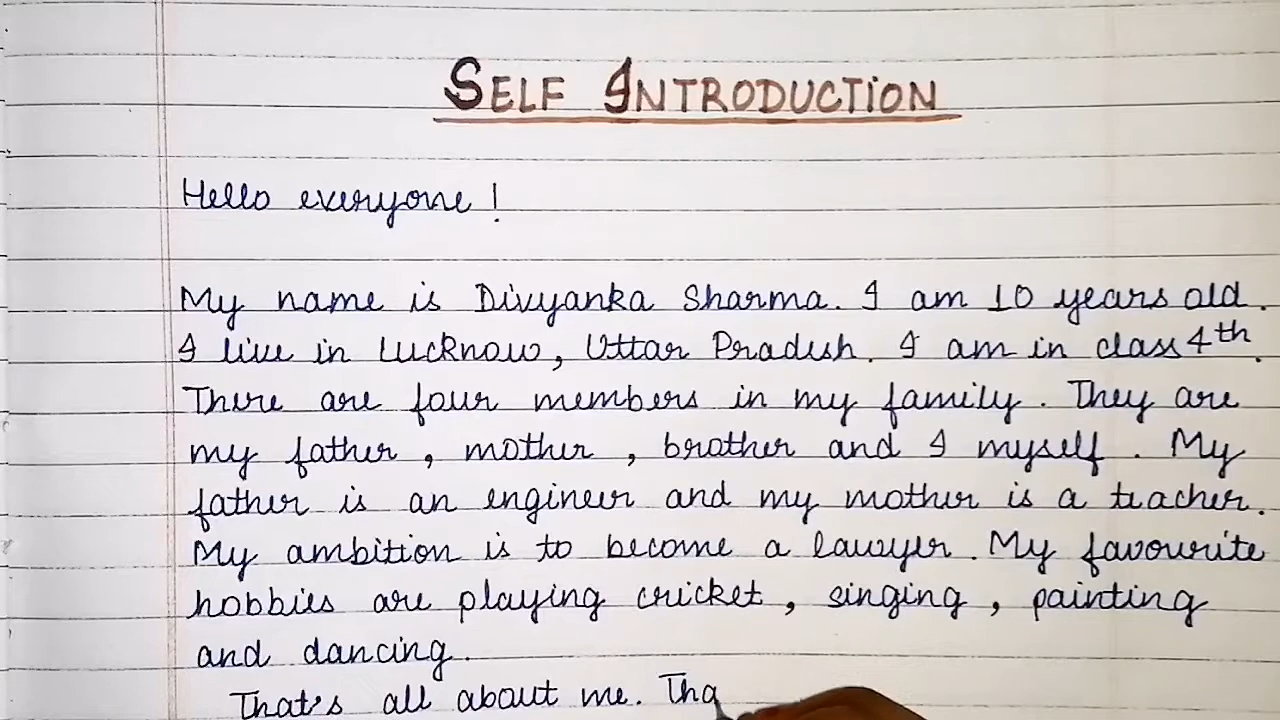 SELF INTRODUCTION
Hello everyone !
My name is Divyanka Sharma. I am 10 years old.
I live in Lucknow, Uttar Pradesh. I am in class 4th.
There are four members in my family. They are
my father, mother, brother and I myself. My
father is an engineer and my mother is a teacher.
My ambition is to become a lawyer. My favourite
hobbies are playing cricket, singing, painting
and dancing.
That's all about me. Tha